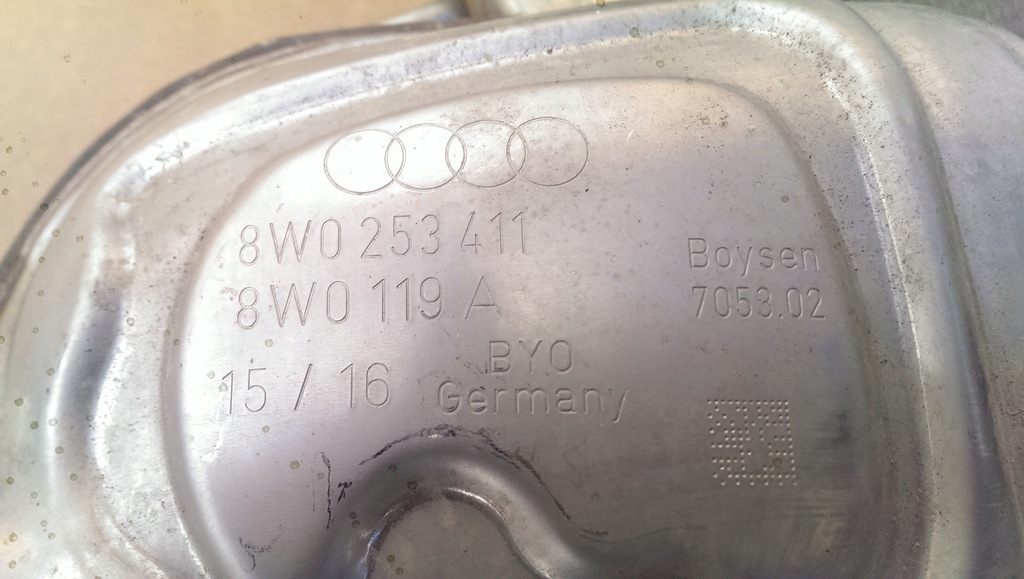 8W0 253 411
8W0 119 A
15 / 16
BYO
Germany
Boysen
7053.02